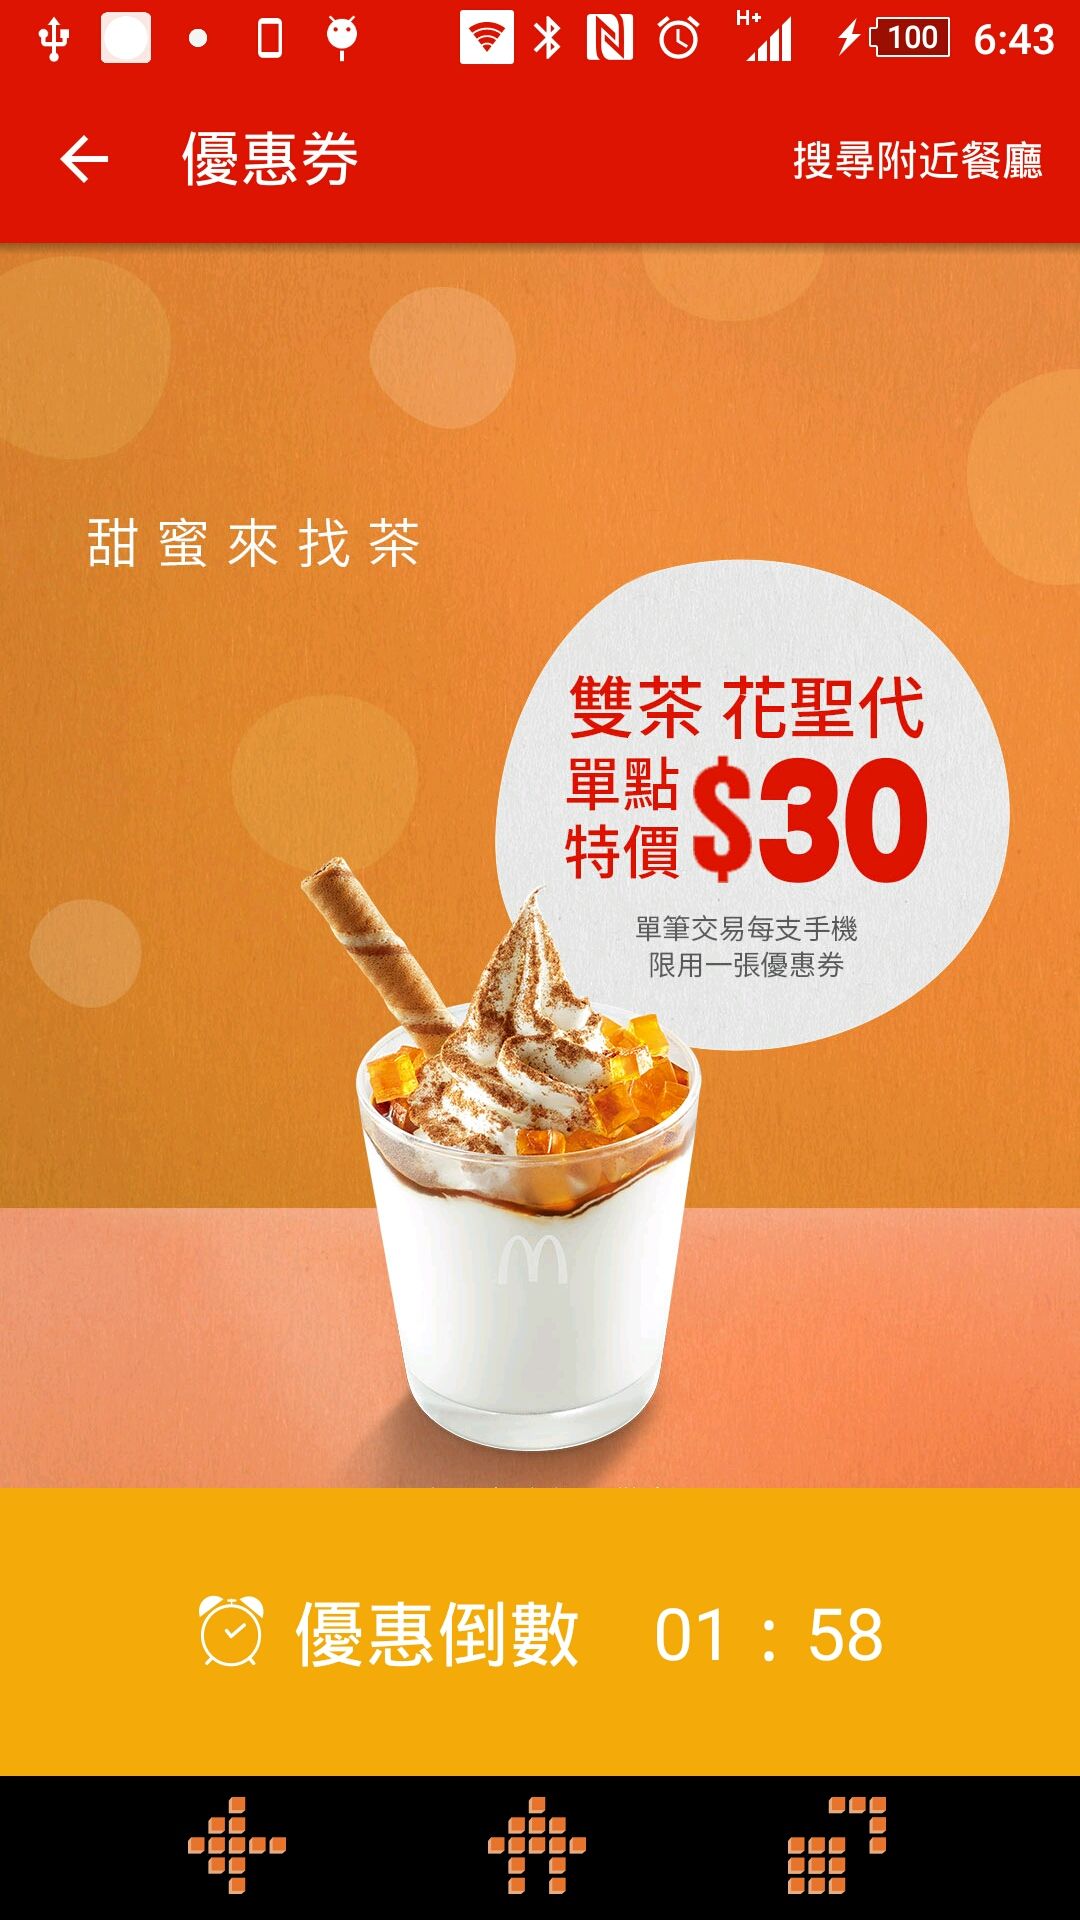 H+
100
6:43
優惠券
搜尋附近餐廳
甜蜜來找茶
雙茶 花聖代
單點
特價
$30
單筆交易每支手機
限用一張優惠券
優惠倒數 01 : 58